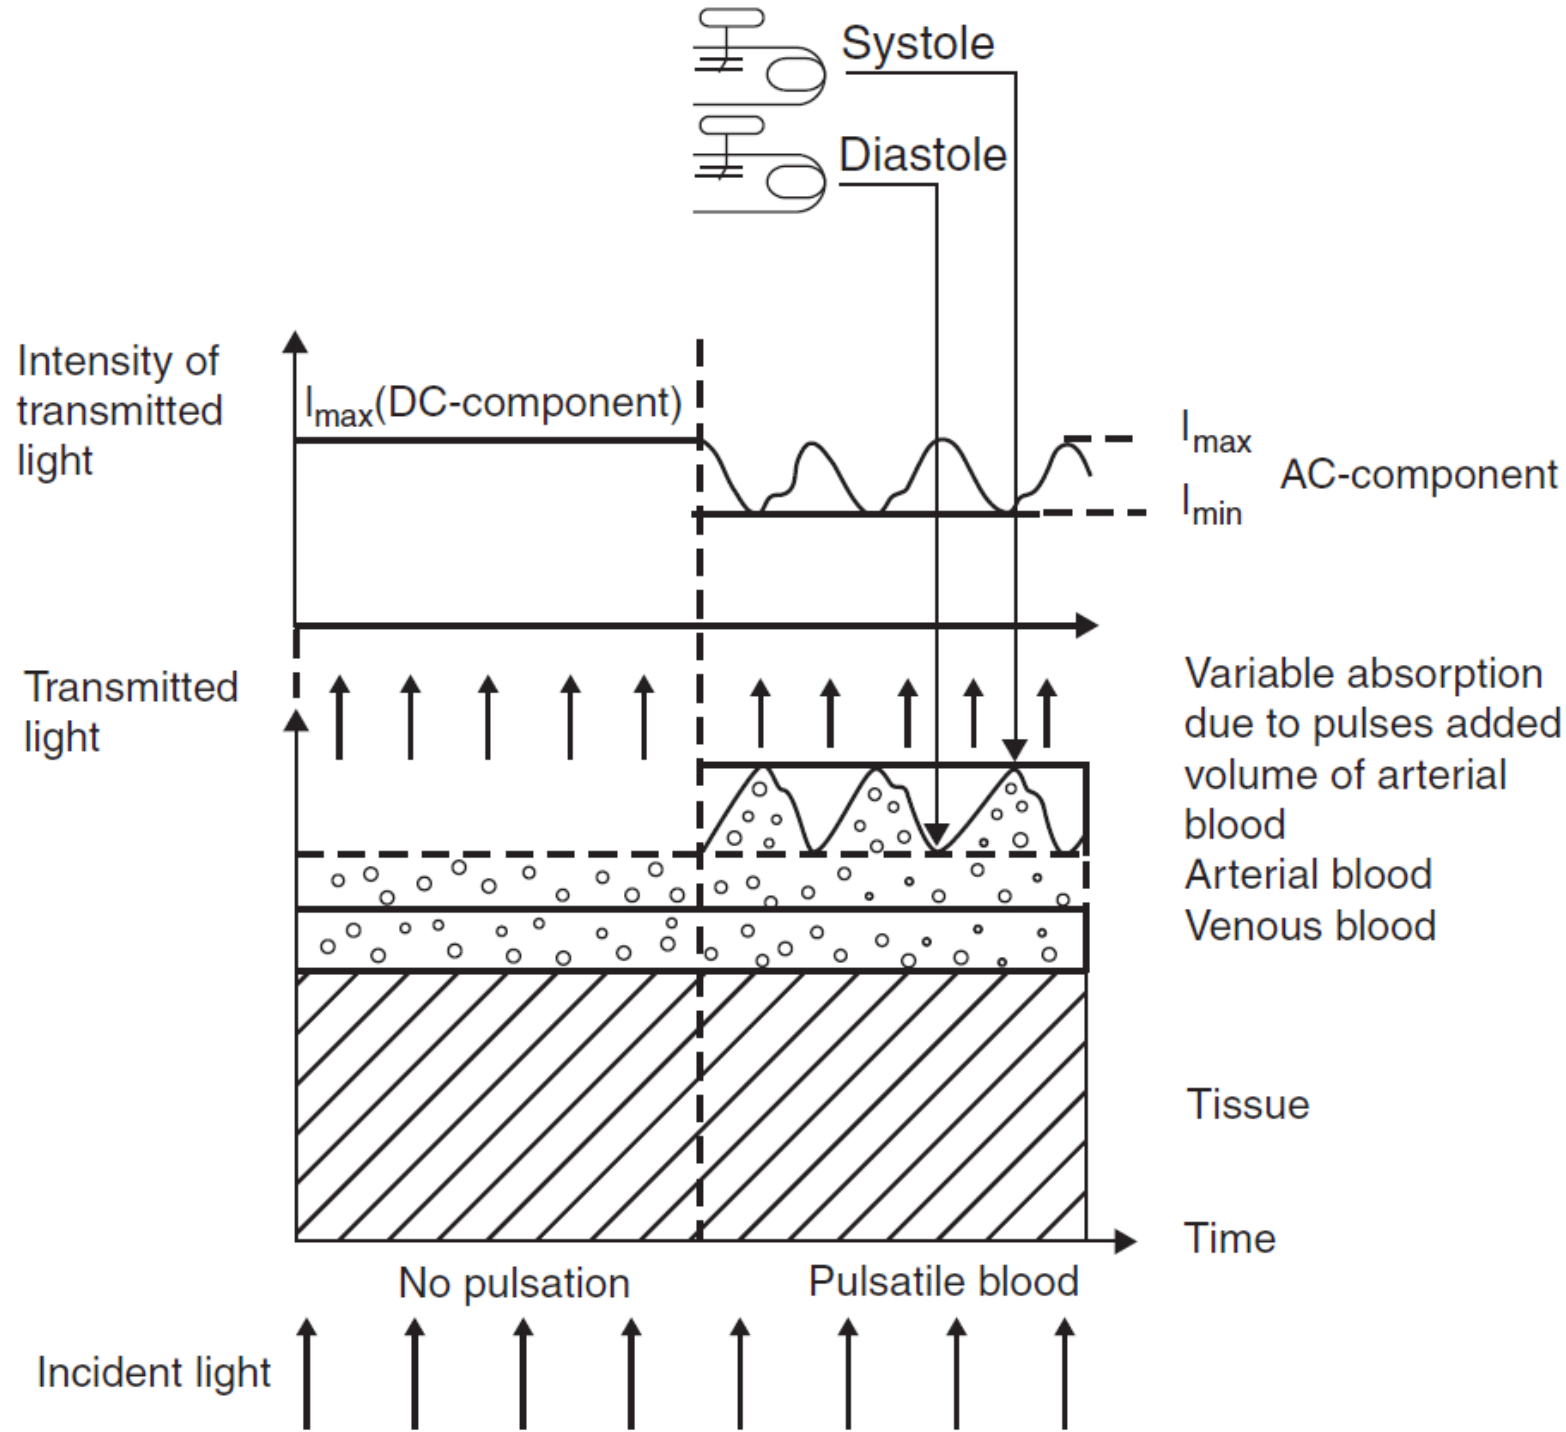 Systole
Diastole
Intensity of
transmitted
light
Imax(DC-component)
Imax
AC-component
Imin
Transmitted
light
Variable absorption
due to pulses added
volume of arterial
blood
Arterial blood
Venous blood
Tissue
Time
No pulsation
Pulsatile blood
Incident light